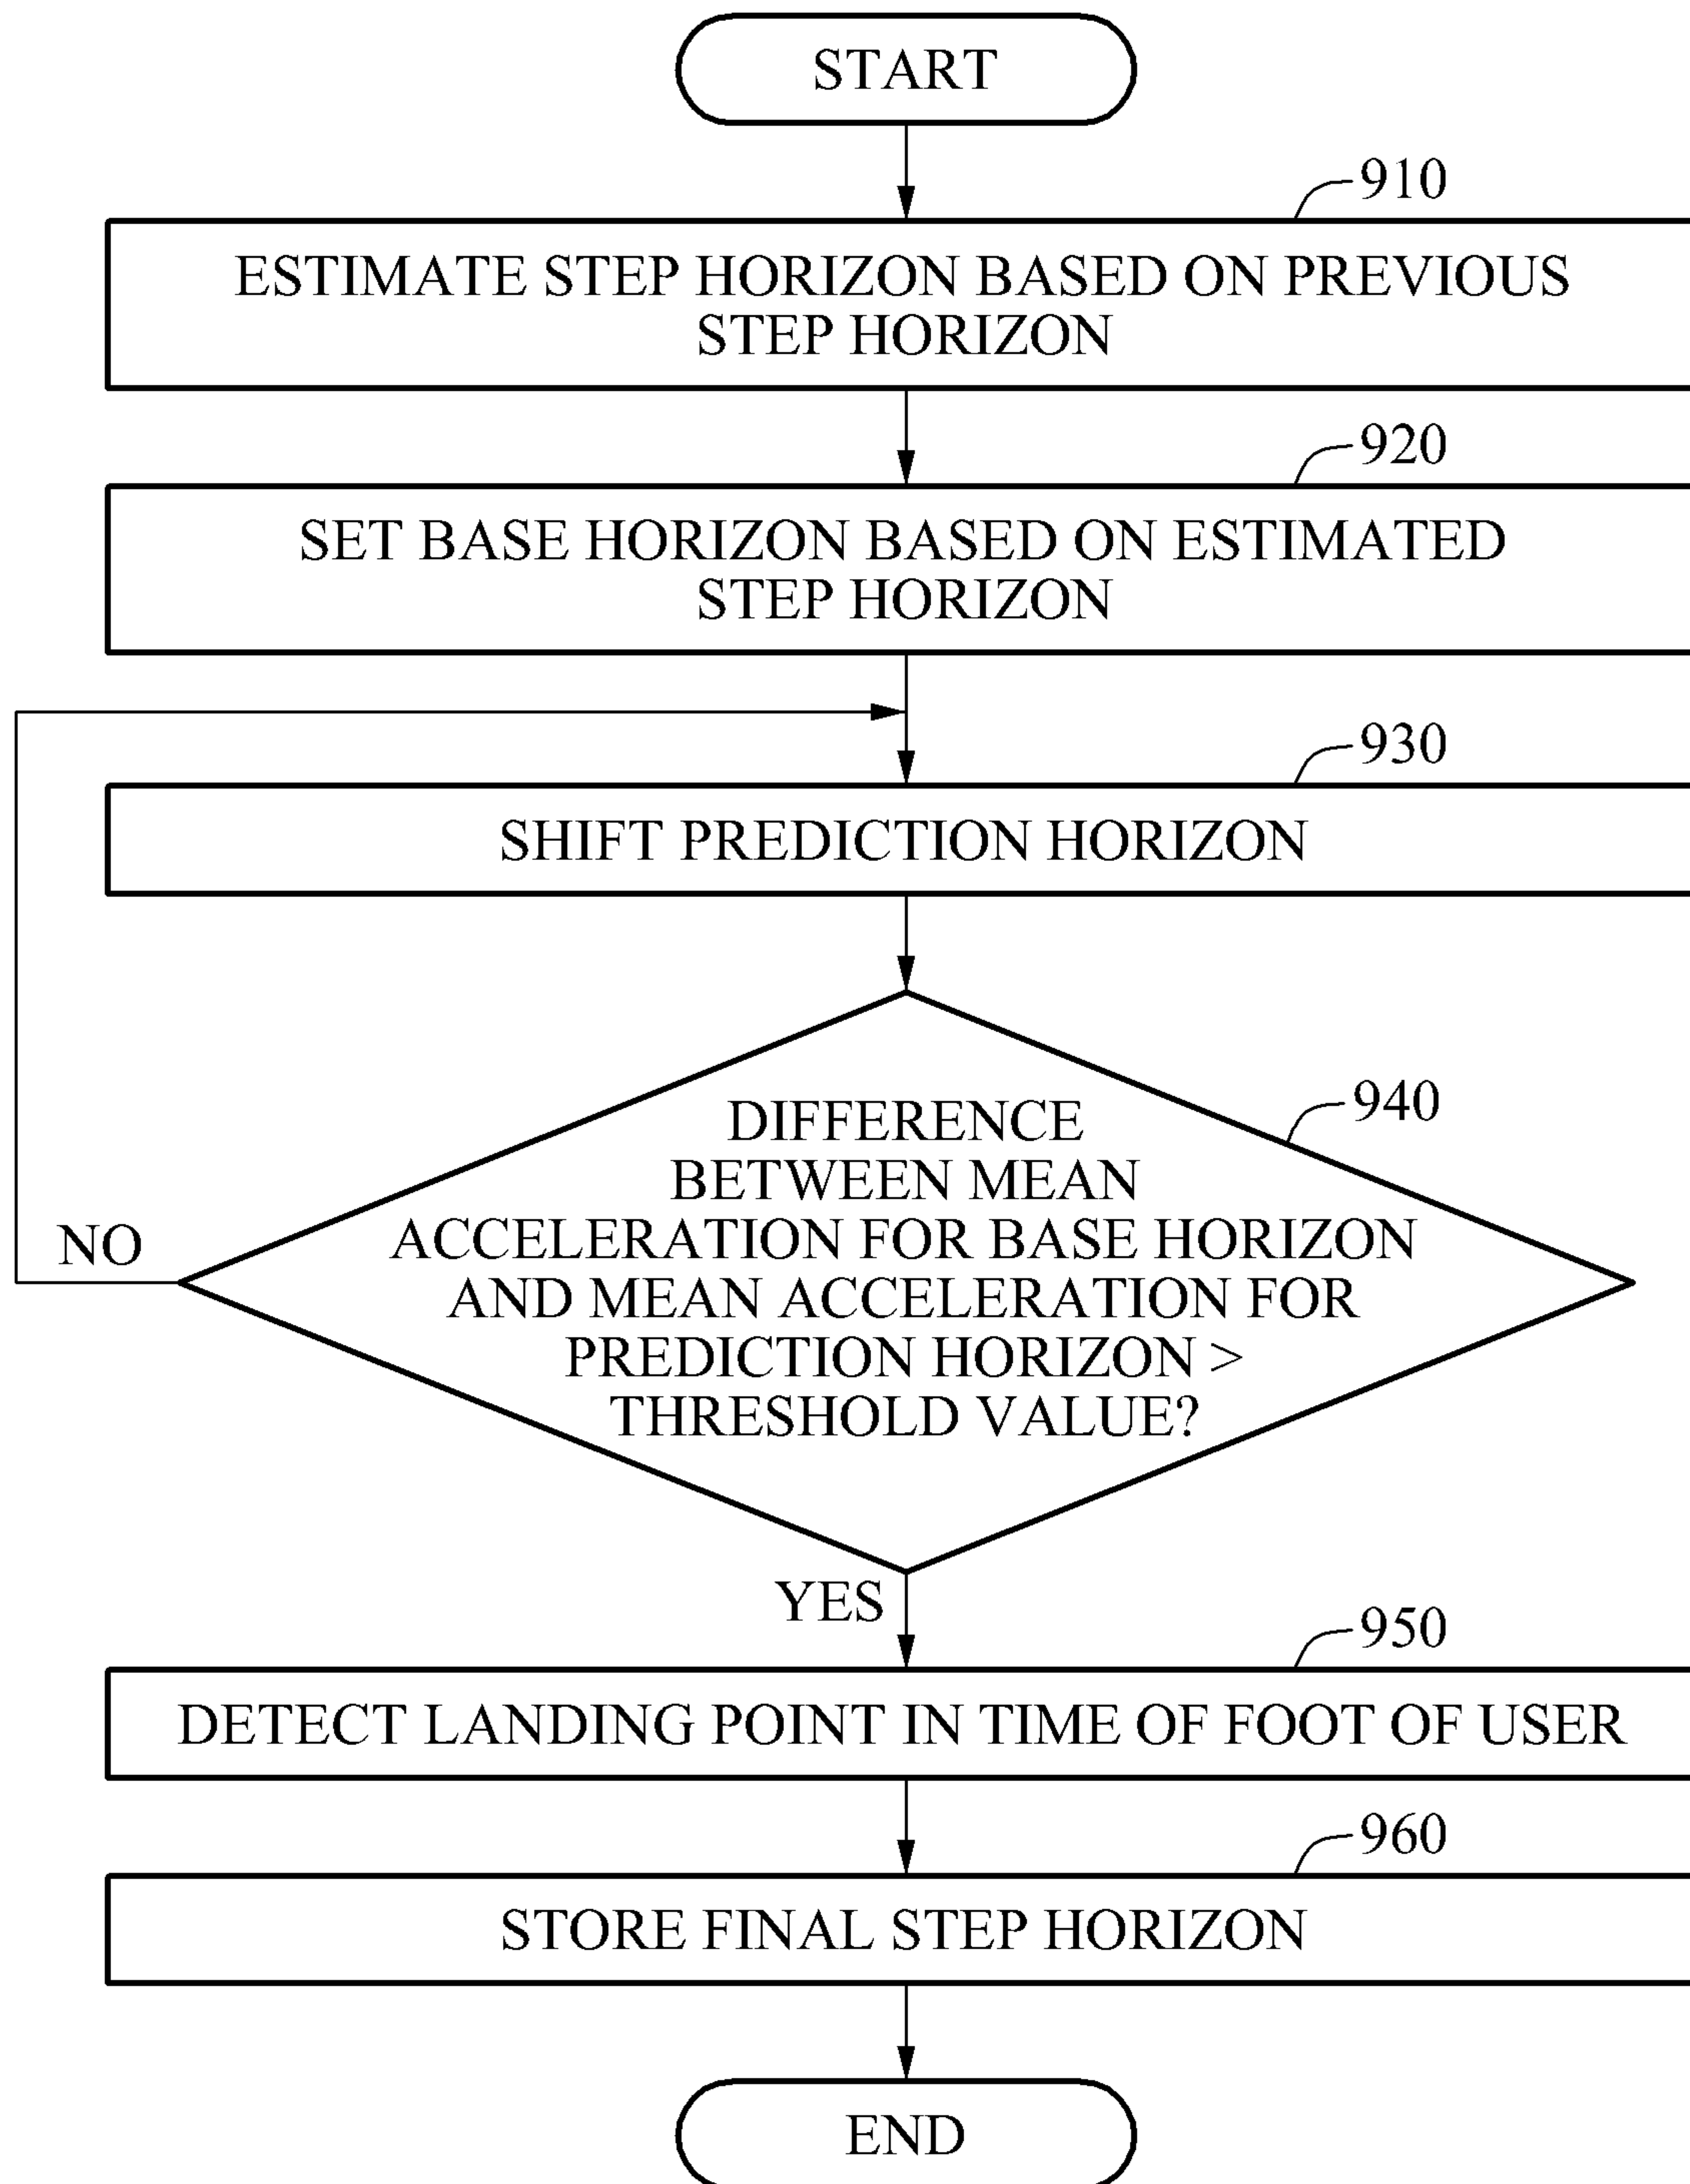 START
910
ESTIMATE STEP HORIZON BASED ON PREVIOUS
STEP HORIZON
920
SET BASE HORIZON BASED ON ESTIMATED
STEP HORIZON
930
SHIFT PREDICTION HORIZON
940
DIFFERENCE
BETWEEN MEAN
ACCELERATION FOR BASE HORIZON
AND MEAN ACCELERATION FOR
PREDICTION HORIZON >
THRESHOLD VALUE?
NO
YES
950
DETECT LANDING POINT IN TIME OF FOOT OF USER
960
STORE FINAL STEP HORIZON
END